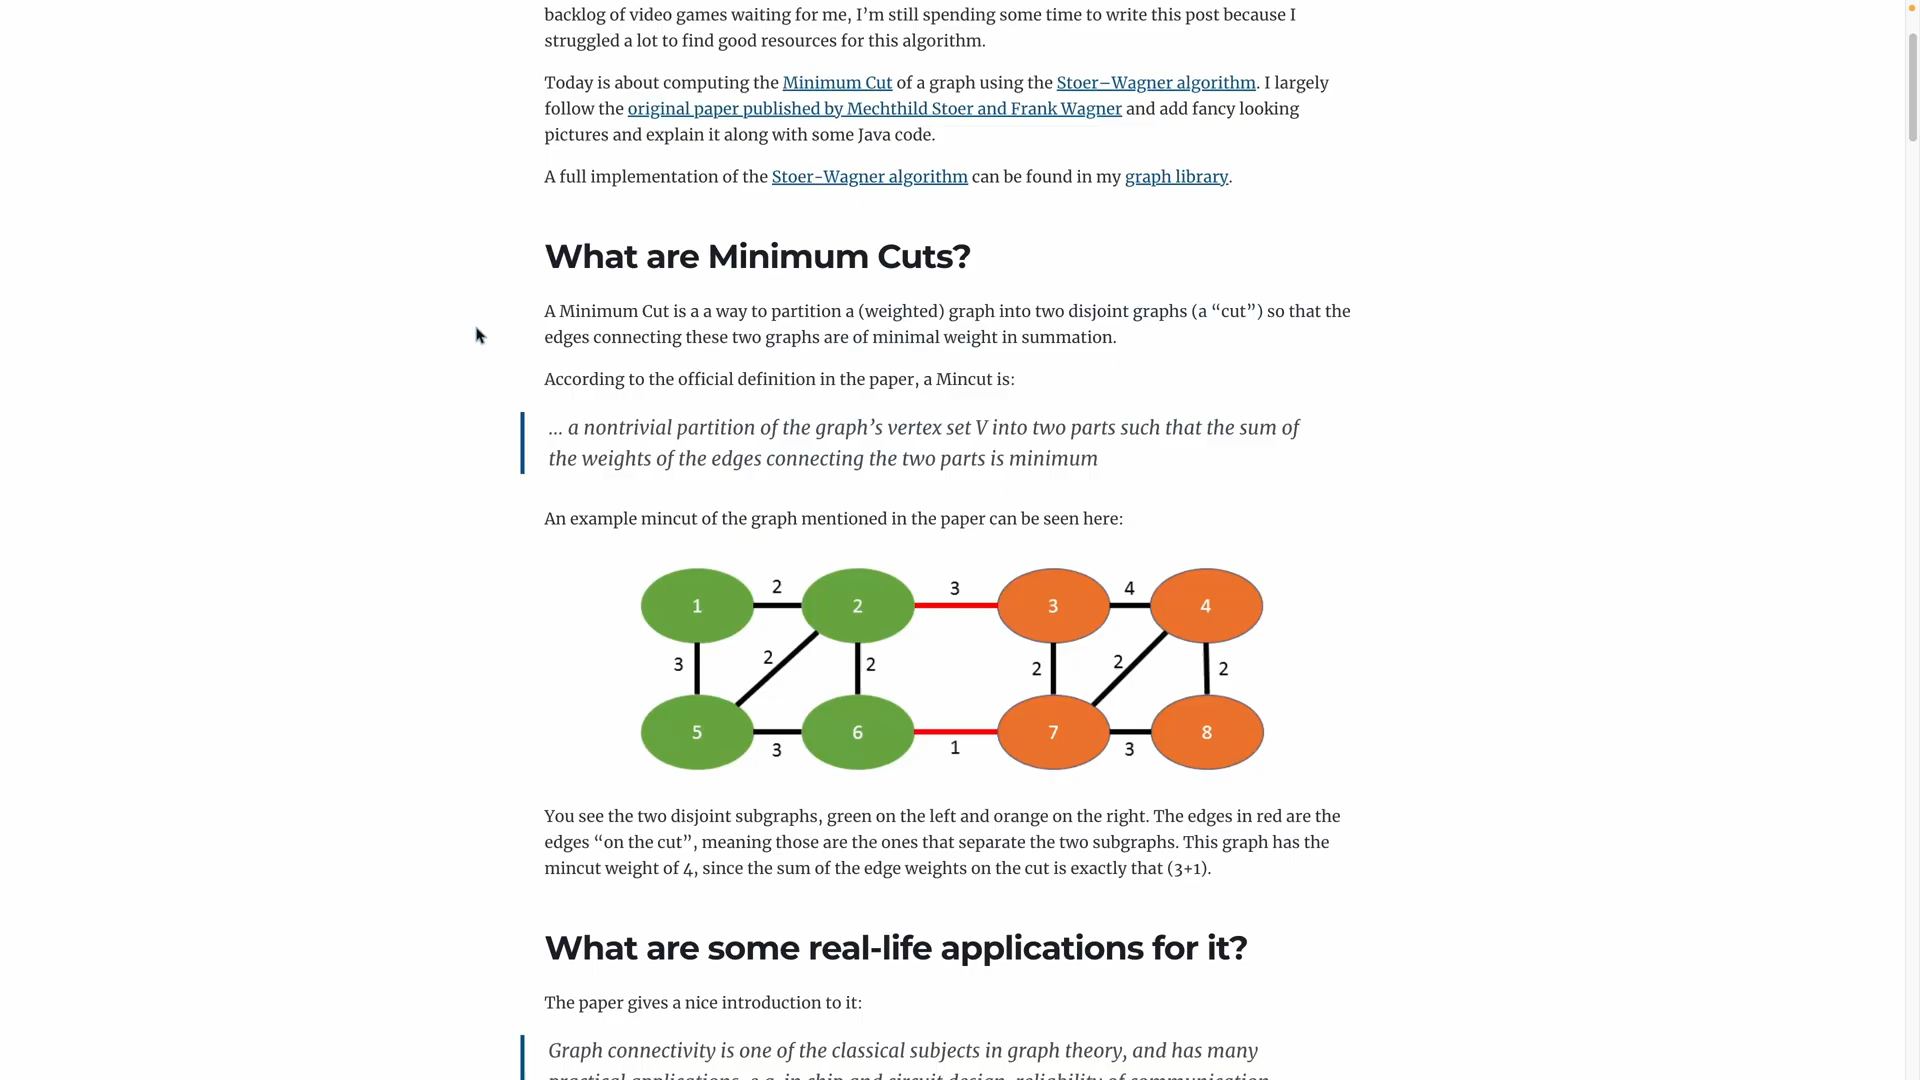 backlog of video games waiting for me, I’m still spending some time to write this post because I
struggled a lot to find good resources for this algorithm.
Today is about computing the Minimum Cut of a graph using the Stoer–Wagner algorithm. I largely
follow the original paper published by Mechthild Stoer and Frank Wagner and add fancy looking
pictures and explain it along with some Java code.
A full implementation of the Stoer-Wagner algorithm can be found in my graph library.
What are Minimum Cuts?
A Minimum Cut is a a way to partition a (weighted) graph into two disjoint graphs (a “cut”) so that the
edges connecting these two graphs are of minimal weight in summation.
According to the official definition in the paper, a Mincut is:
… a nontrivial partition of the graph’s vertex set V into two parts such that the sum of
the weights of the edges connecting the two parts is minimum
An example mincut of the graph mentioned in the paper can be seen here:
2 3 4
1 2 3 4
3 2 2 2 2 2
5 6 7 8
3 1 3
You see the two disjoint subgraphs, green on the left and orange on the right. The edges in red are the
edges “on the cut”, meaning those are the ones that separate the two subgraphs. This graph has the
mincut weight of 4, since the sum of the edge weights on the cut is exactly that (3+1).
What are some real-life applications for it?
The paper gives a nice introduction to it:
Graph connectivity is one of the classical subjects in graph theory, and has many
practical applications, e.g. in chip and circuit design, reliability of communication